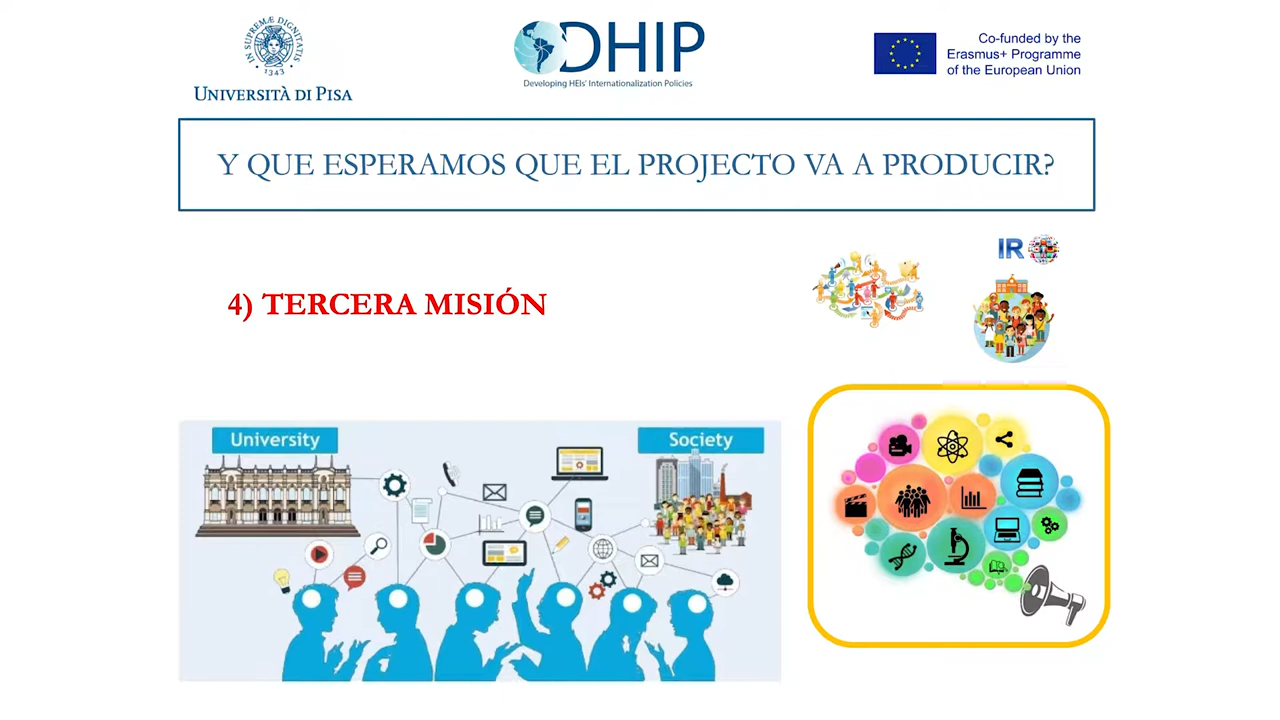 IN SUPREMÆ DIGNITATIS
·1343·
UNIVERSITÀ DI PISA
DHIP
Developing HEIs' Internationalization Policies
Co-funded by the
Erasmus+ Programme
of the European Union
Y QUE ESPERAMOS QUE EL PROJECTO VA A PRODUCIR?
4) TERCERA MISIÓN
IR
University
Society